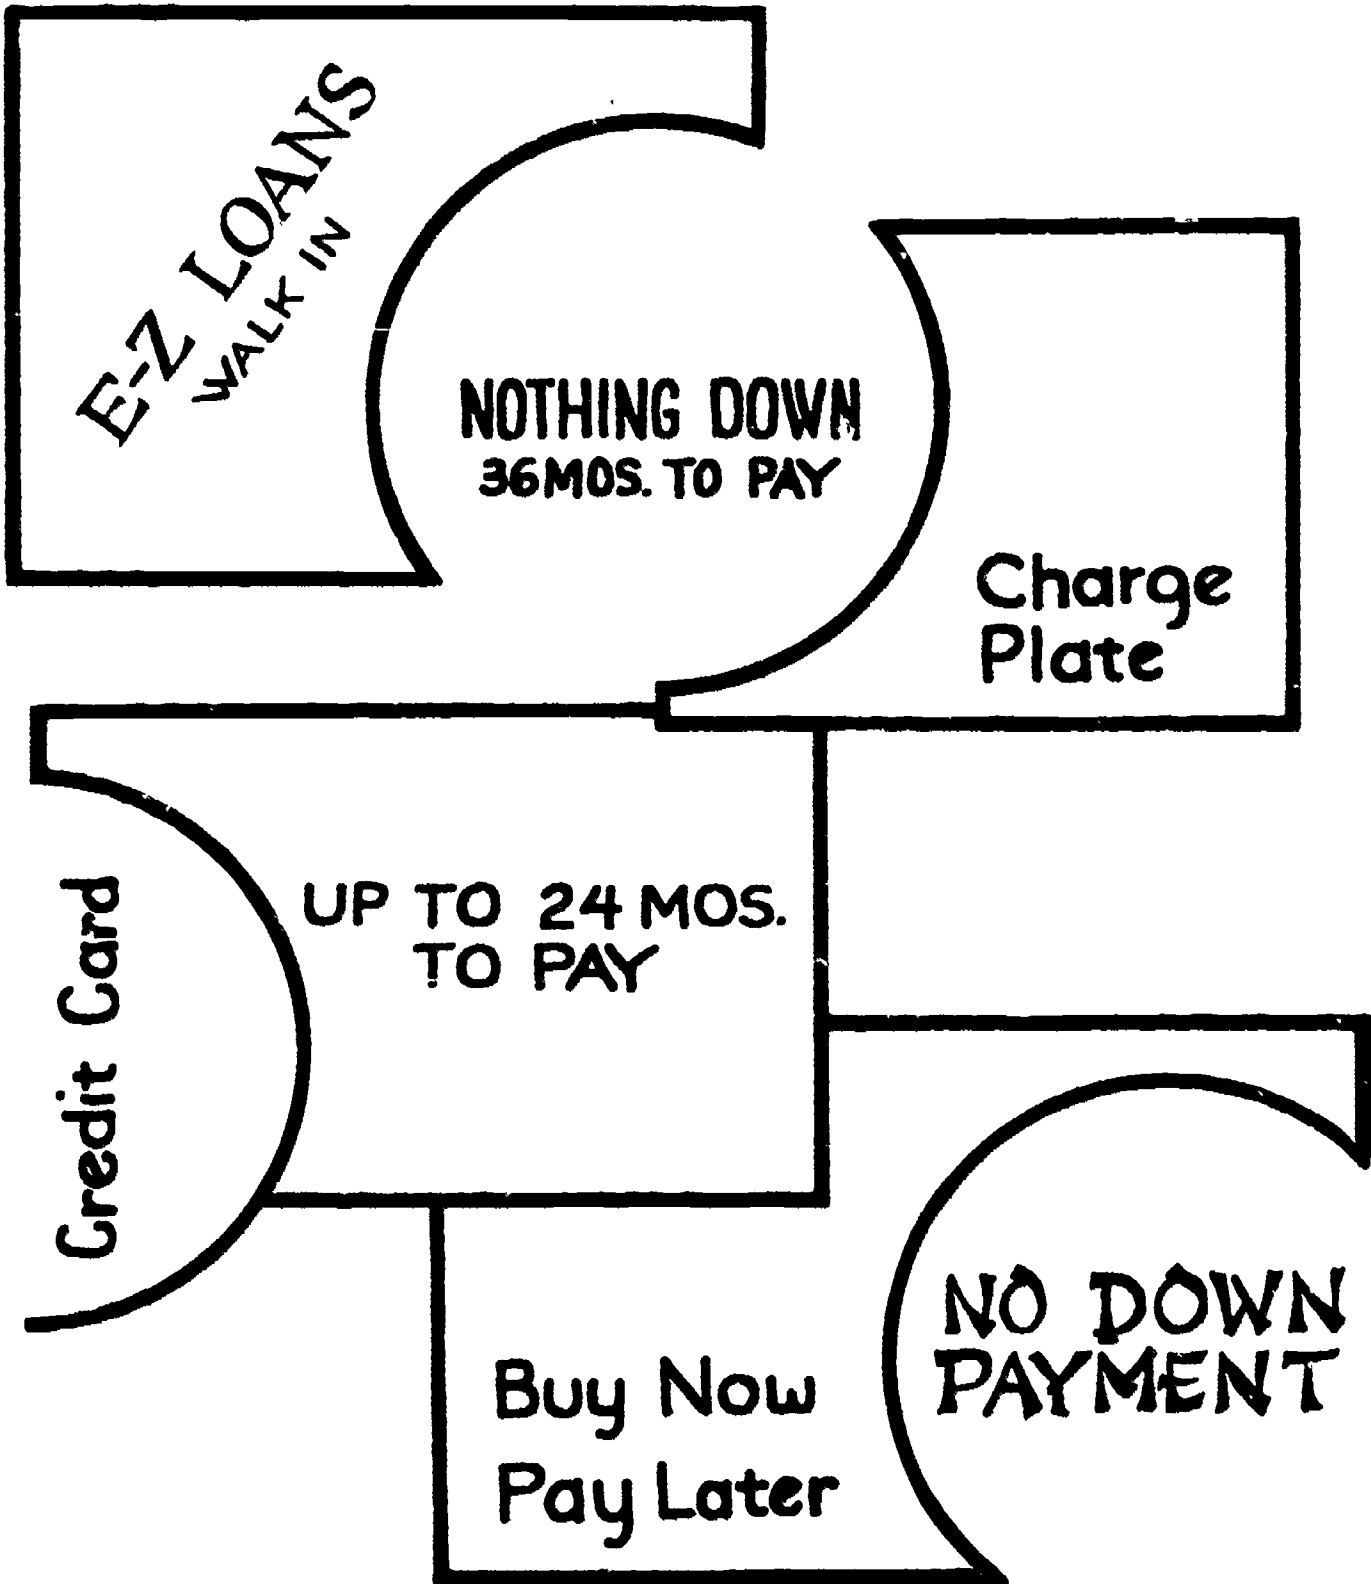 E-Z LOANS
WALK IN
NOTHING DOWN
36 MOS. TO PAY
Charge
Plate
UP TO 24 MOS.
TO PAY
Credit Card
Buy Now
Pay Later
NO DOWN
PAYMENT